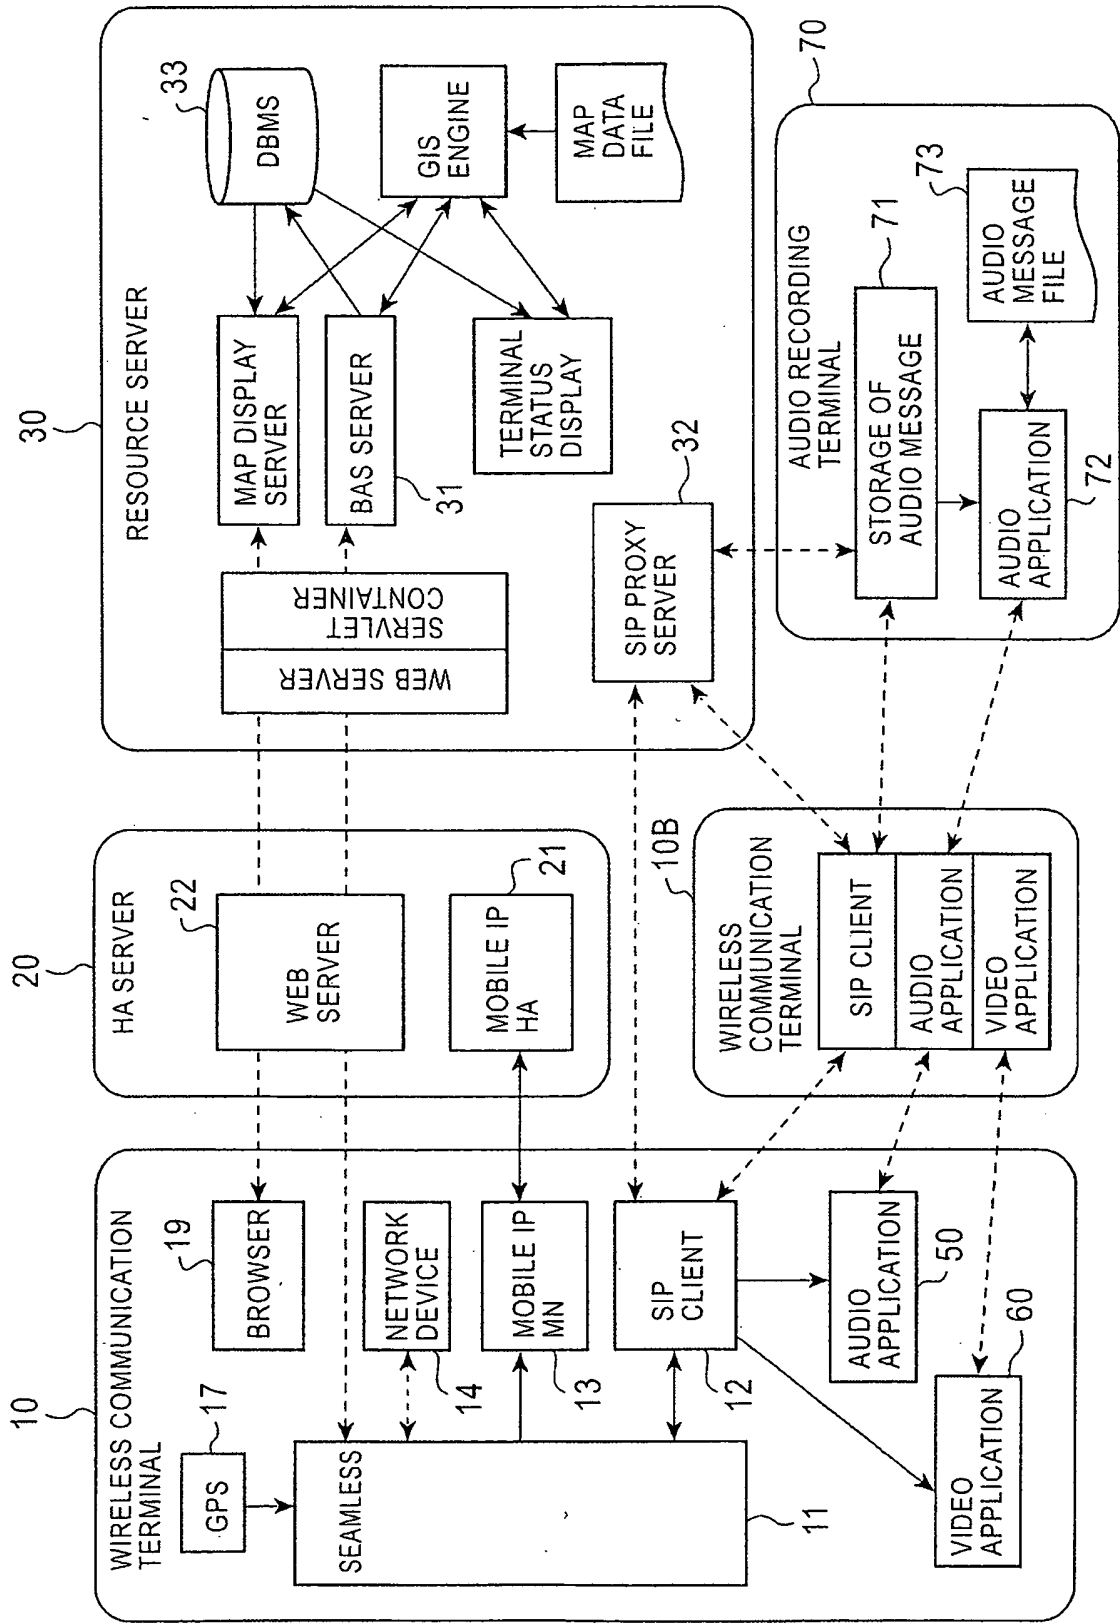 10
WIRELESS COMMUNICATION
TERMINAL
17
GPS
SEAMLESS
11
19
BROWSER
NETWORK
DEVICE
14
MOBILE IP
MN
13
SIP
CLIENT
12
AUDIO
APPLICATION
50
VIDEO
APPLICATION
60
20
HA SERVER
22
WEB
SERVER
21
MOBILE IP
HA
10B
WIRELESS
COMMUNICATION
TERMINAL
SIP CLIENT
AUDIO
APPLICATION
VIDEO
APPLICATION
30
RESOURCE SERVER
WEB SERVER
SERVLET
CONTAINER
MAP DISPLAY
SERVER
BAS SERVER
31
TERMINAL
STATUS
DISPLAY
33
DBMS
GIS
ENGINE
MAP
DATA
FILE
32
SIP PROXY
SERVER
70
AUDIO RECORDING
TERMINAL
71
STORAGE OF
AUDIO MESSAGE
72
AUDIO
APPLICATION
73
AUDIO
MESSAGE
FILE